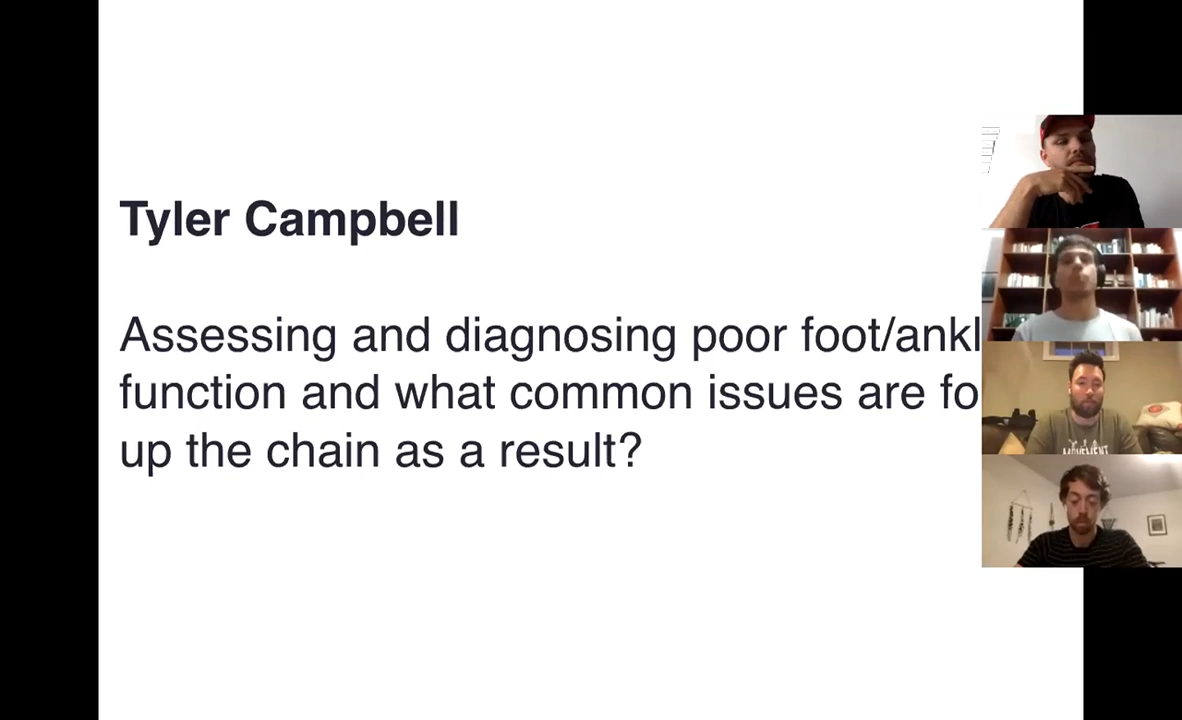 Tyler Campbell
Assessing and diagnosing poor foot/ankl
function and what common issues are fo
up the chain as a result?
MOVEMENT